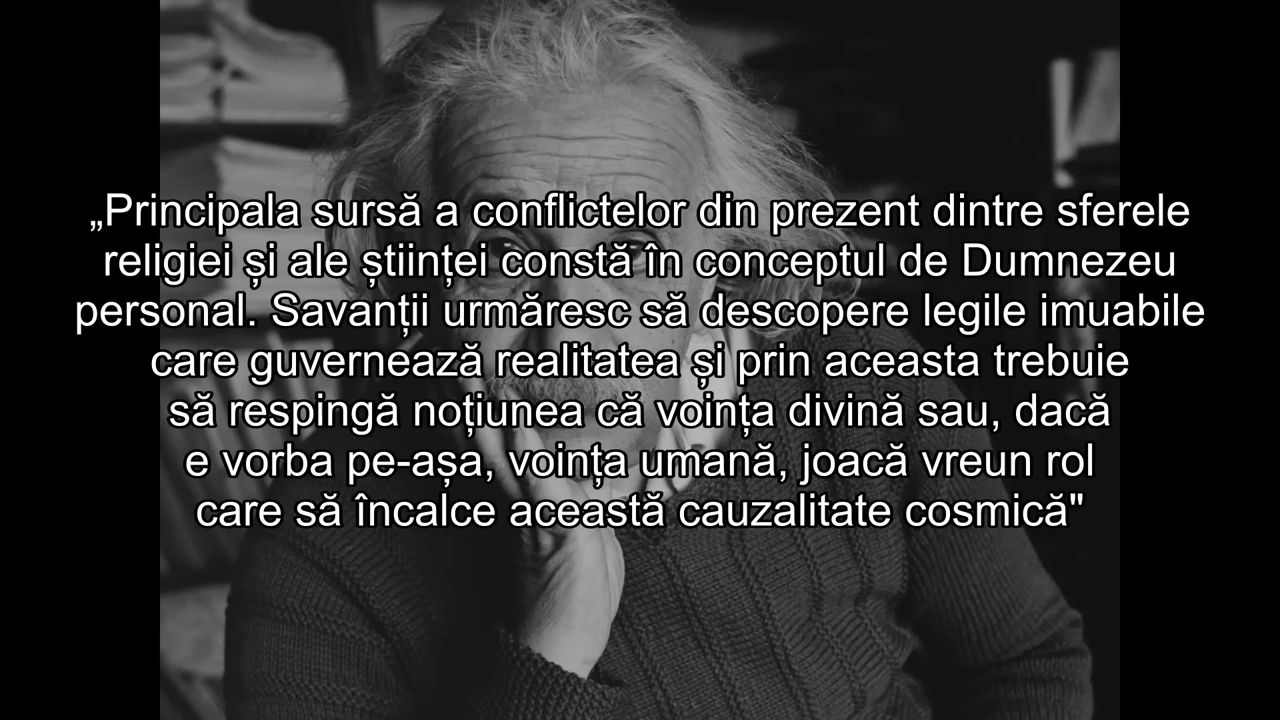 „Principala sursă a conflictelor din prezent dintre sferele
religiei și ale științei constă în conceptul de Dumnezeu
personal. Savanții urmăresc să descopere legile imuabile
care guvernează realitatea și prin aceasta trebuie
să respingă noțiunea că voința divină sau, dacă
e vorba pe-așa, voința umană, joacă vreun rol
care să încalce această cauzalitate cosmică"